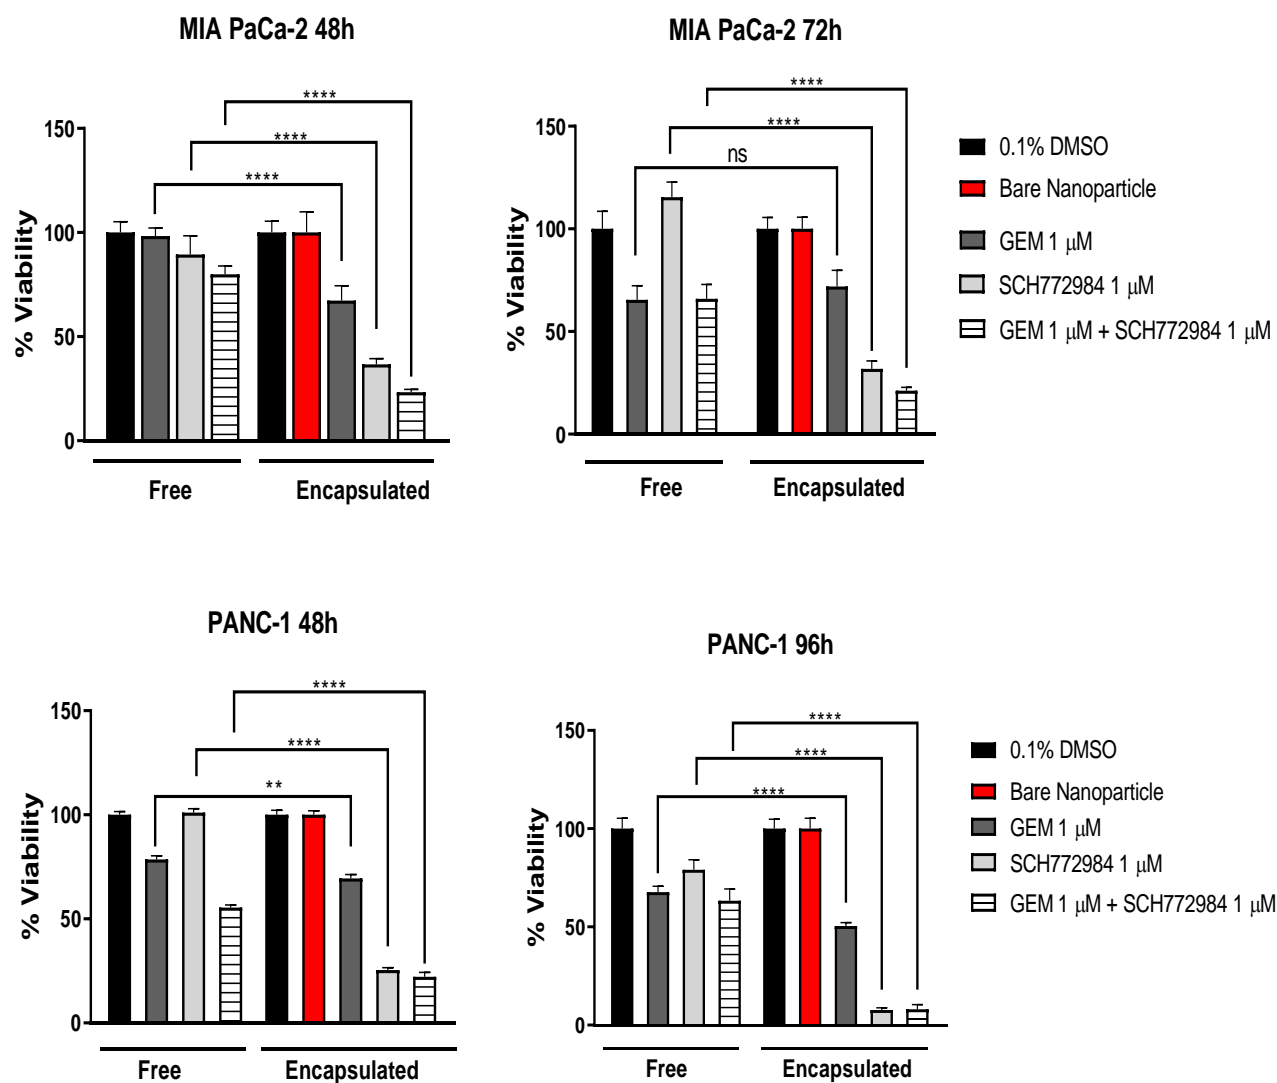 MIA PaCa-2 48h
% Viability
150
100
50
0
****
****
****
Free
Encapsulated
MIA PaCa-2 72h
% Viability
150
100
50
0
****
****
ns
Free
Encapsulated
0.1% DMSO
Bare Nanoparticle
GEM 1 μM
SCH772984 1 μM
GEM 1 μM + SCH772984 1 μM
PANC-1 48h
% Viability
150
100
50
0
****
****
**
Free
Encapsulated
PANC-1 96h
% Viability
150
100
50
0
****
****
****
Free
Encapsulated
0.1% DMSO
Bare Nanoparticle
GEM 1 μM
SCH772984 1 μM
GEM 1 μM + SCH772984 1 μM